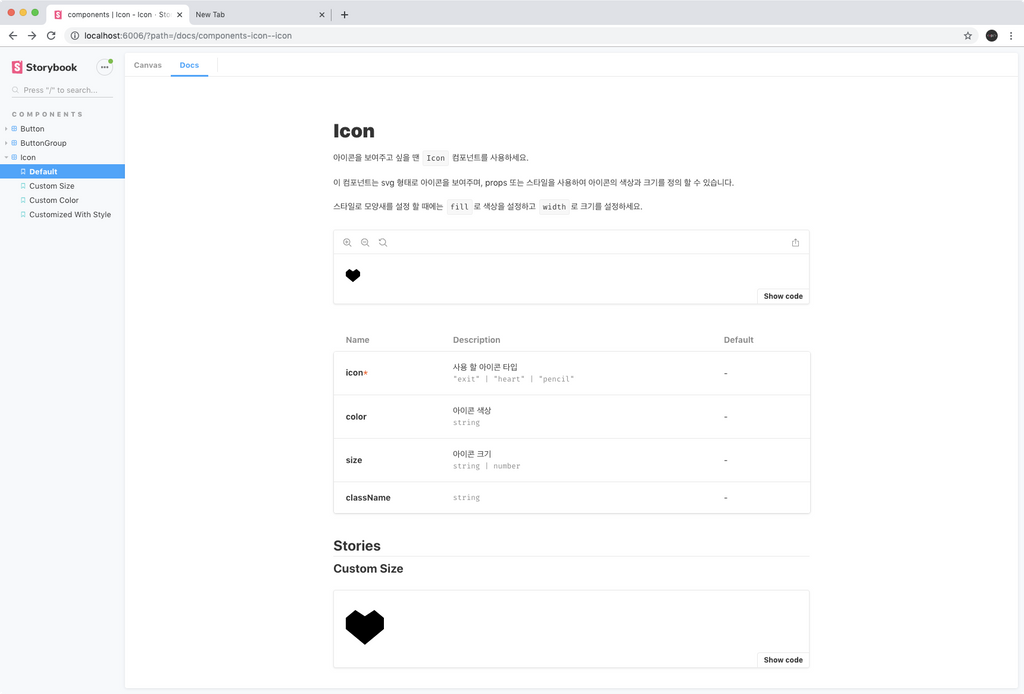 components | Icon - Icon · Sto
New Tab
localhost:6006/?path=/docs/components-icon--icon
Storybook
Press "/" to search...
COMPONENTS
Button
ButtonGroup
Icon
Default
Custom Size
Custom Color
Customized With Style
Canvas
Docs
Icon
아이콘을 보여주고 싶을 땐 Icon 컴포넌트를 사용하세요.
이 컴포넌트는 svg 형태로 아이콘을 보여주며, props 또는 스타일을 사용하여 아이콘의 색상과 크기를 정의 할 수 있습니다.
스타일로 모양새를 설정 할 때에는 fill 로 색상을 설정하고 width 로 크기를 설정하세요.
Show code
Name Description Default
icon* 사용 할 아이콘 타입 -
"exit" | "heart" | "pencil"
color 아이콘 색상 -
string
size 아이콘 크기 -
string | number
className string -
Stories
Custom Size
Show code